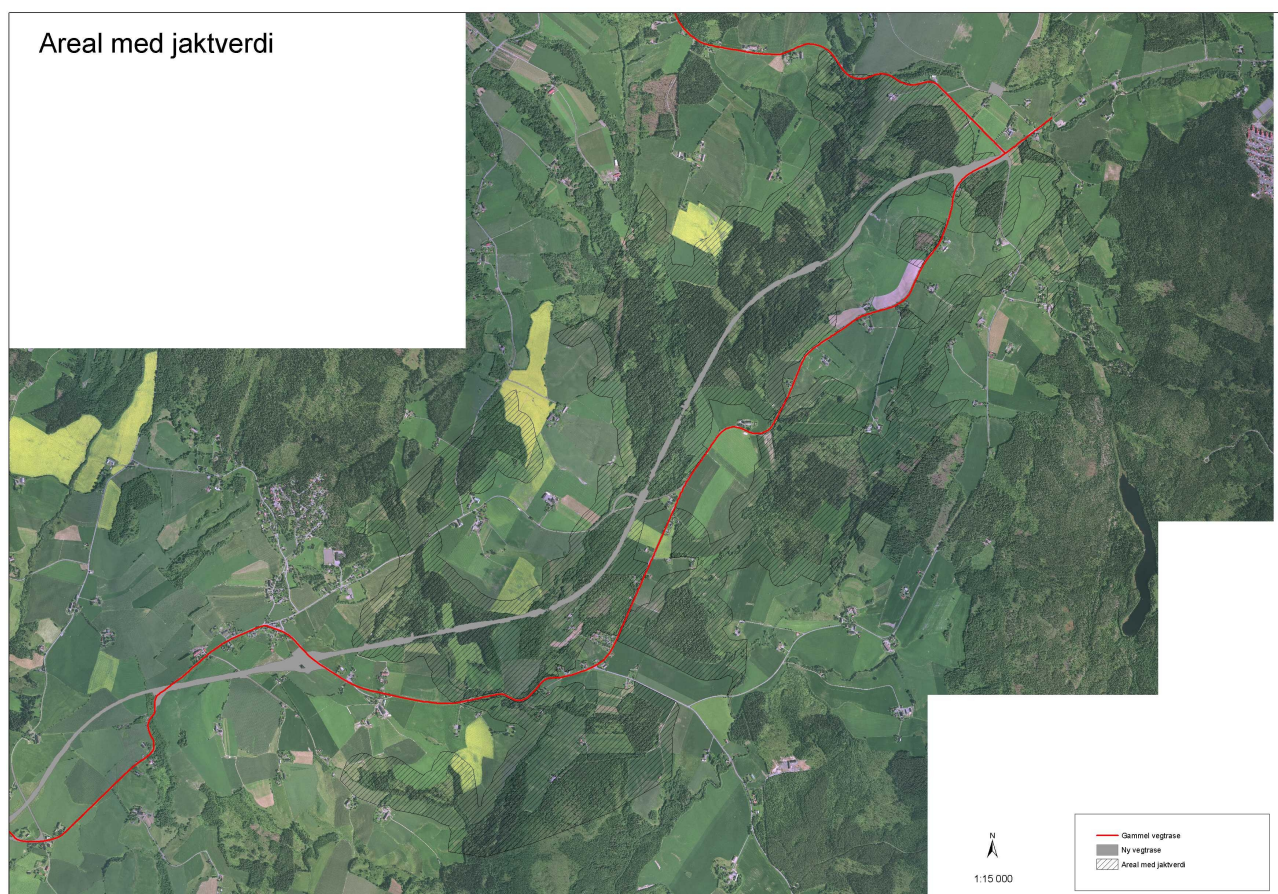 Areal med jaktverdi
N
1:15 000
Gammel vegtrase
Ny vegtrase
Areal med jaktverdi